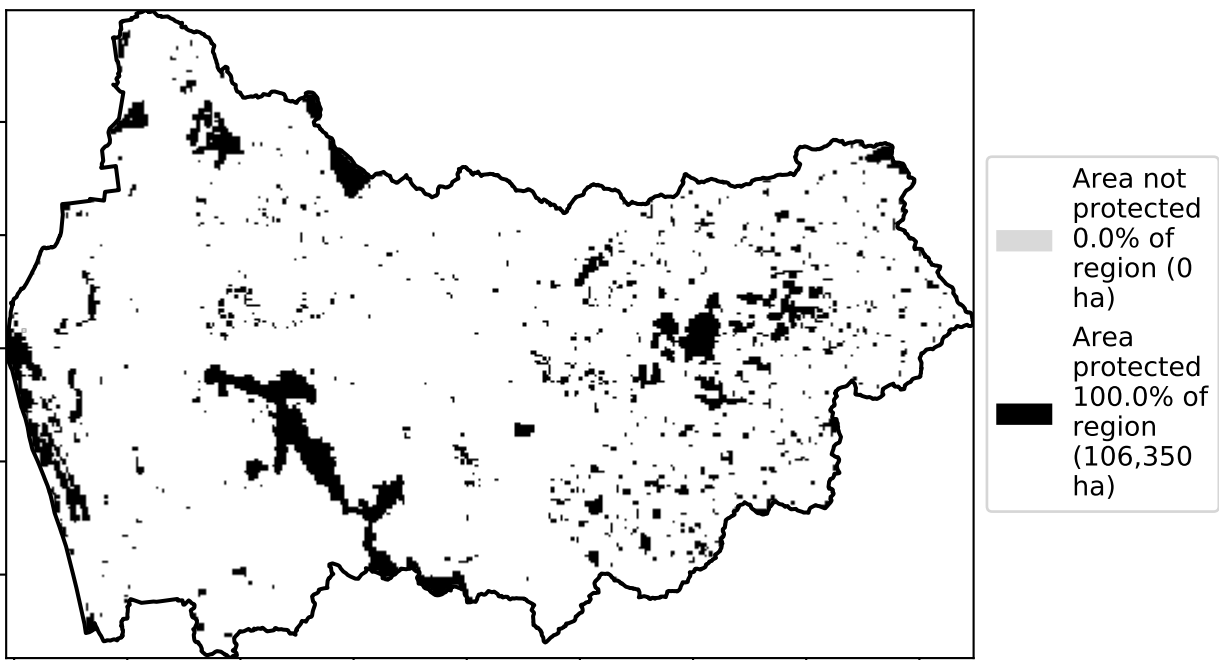 Area not
protected
0.0% of
region (0
ha)
Area
protected
100.0% of
region
(106,350
ha)